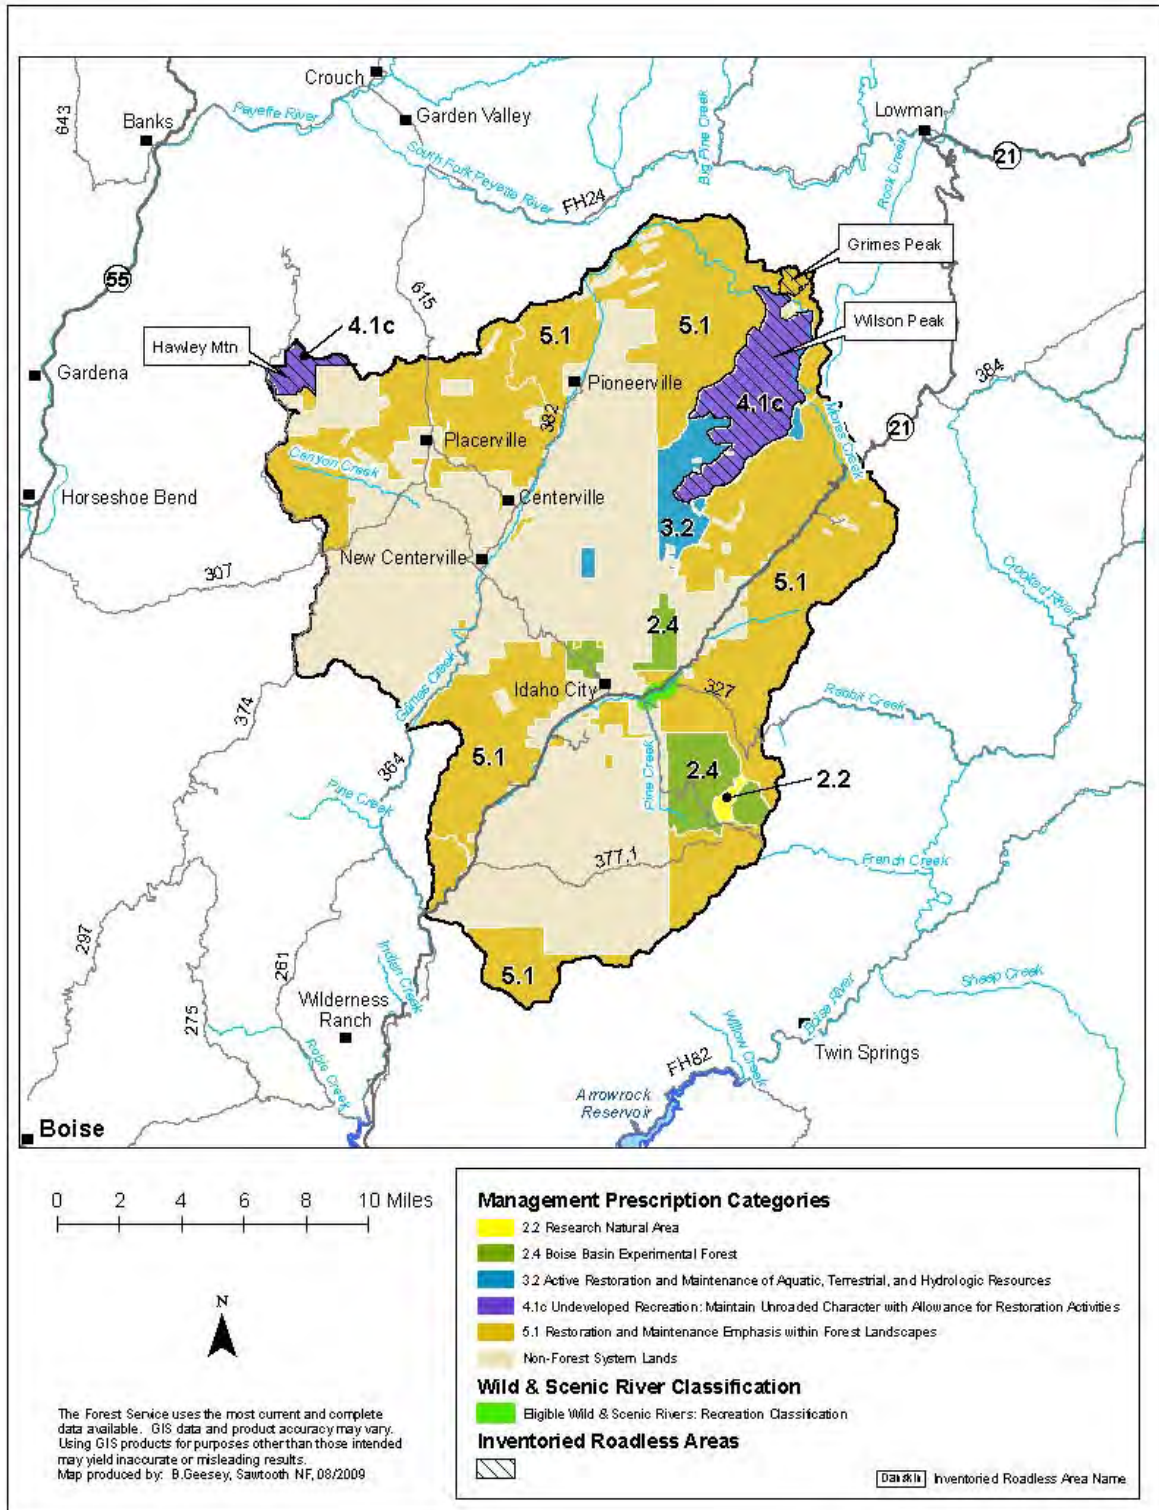 Crouch
Garden Valley
Banks
643
Payette River
South Fork Payette River
FH24
Big Pine Creek
Lowman
21
Rock Creek
Grimes Peak
Wilson Peak
55
615
Hawley Mtn
4.1c
5.1
5.1
Gardena
Pioneerville
384
4.1c
382
21
Mores Creek
Placerville
Canyon Creek
Horseshoe Bend
Centerville
3.2
New Centerville
307
5.1
Crooked River
2.4
Grimes Creek
Idaho City
327
Rabbit Creek
374
364
5.1
Pine Creek
2.4
2.2
Pine Creek
377.1
French Creek
297
261
275
Indian Creek
5.1
Wilderness
Ranch
Robie Creek
Boise River
Sheep Creek
Willow Creek
Twin Springs
FH82
Arrowrock
Reservoir
Boise
0 2 4 6 8 10 Miles
N
The Forest Service uses the most current and complete
data available. GIS data and product accuracy may vary.
Using GIS products for purposes other than those intended
may yield inaccurate or misleading results.
Map produced by: B.Geesey, Sawtooth NF, 08/2009
Management Prescription Categories
2.2 Research Natural Area
2.4 Boise Basin Experimental Forest
3.2 Active Restoration and Maintenance of Aquatic, Terrestrial, and Hydrologic Resources
4.1c Undeveloped Recreation: Maintain Unroaded Character with Allowance for Restoration Activities
5.1 Restoration and Maintenance Emphasis within Forest Landscapes
Non-Forest System Lands
Wild & Scenic River Classification
Eligible Wild & Scenic Rivers: Recreation Classification
Inventoried Roadless Areas
Inventoried Roadless Area Name